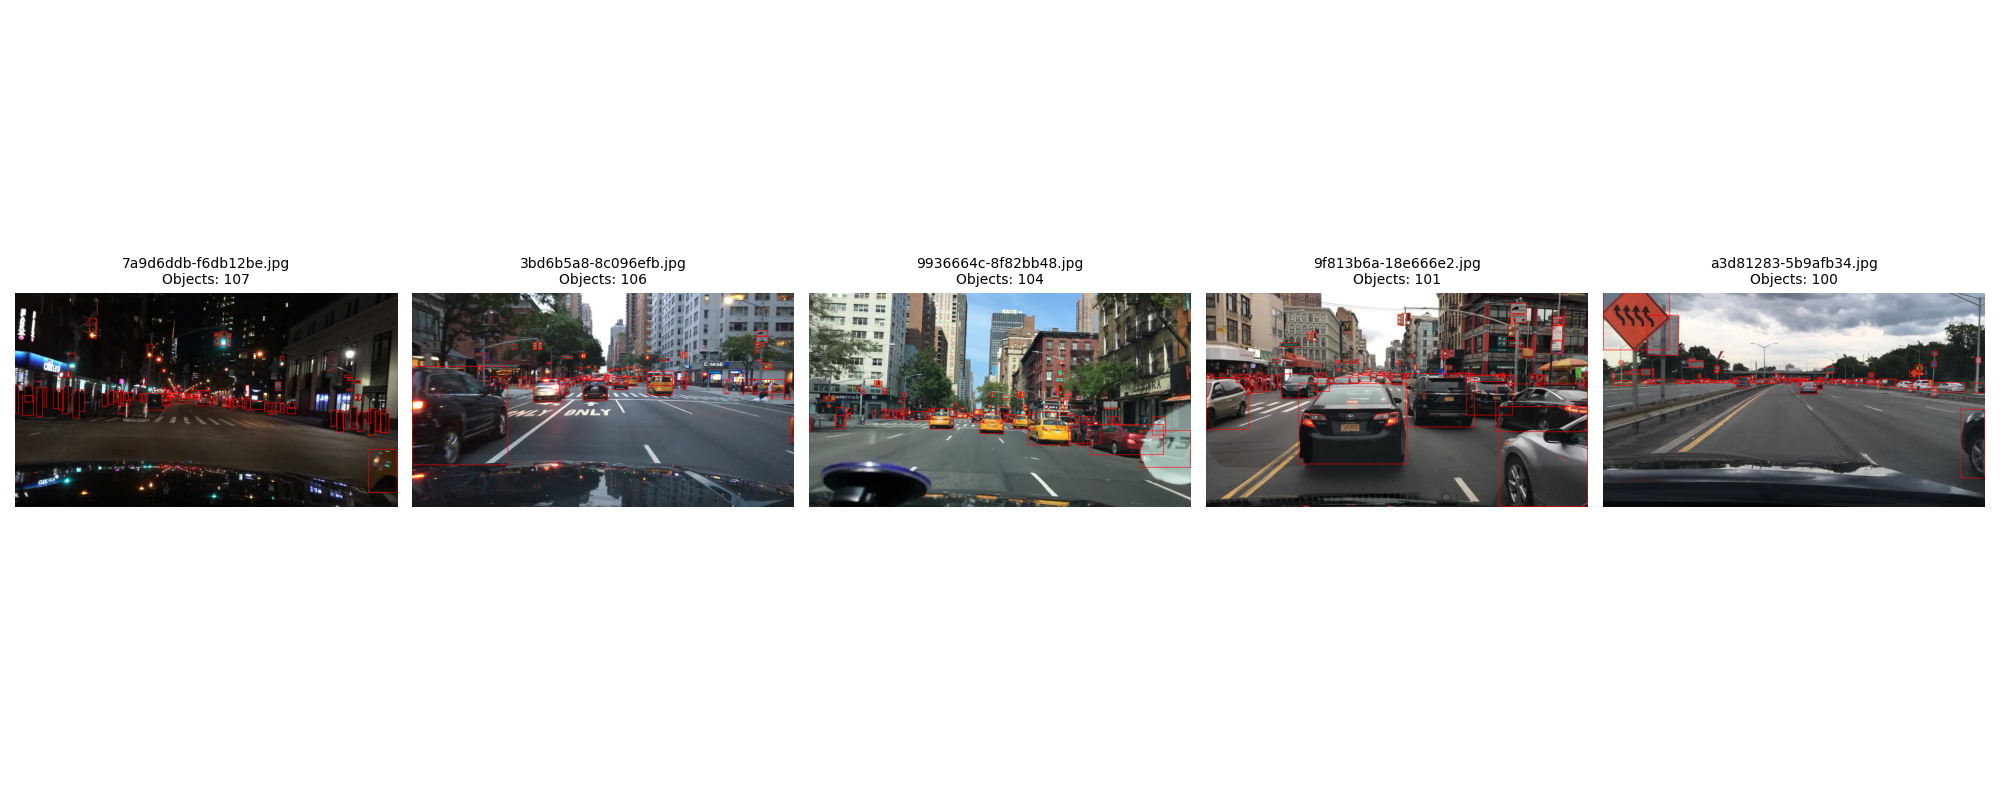 7a9d6ddb-f6db12be.jpg
Objects: 107
3bd6b5a8-8c096efb.jpg
Objects: 106
9936664c-8f82bb48.jpg
Objects: 104
9f813b6a-18e666e2.jpg
Objects: 101
a3d81283-5b9afb34.jpg
Objects: 100
CHASE
ONLY ONLY